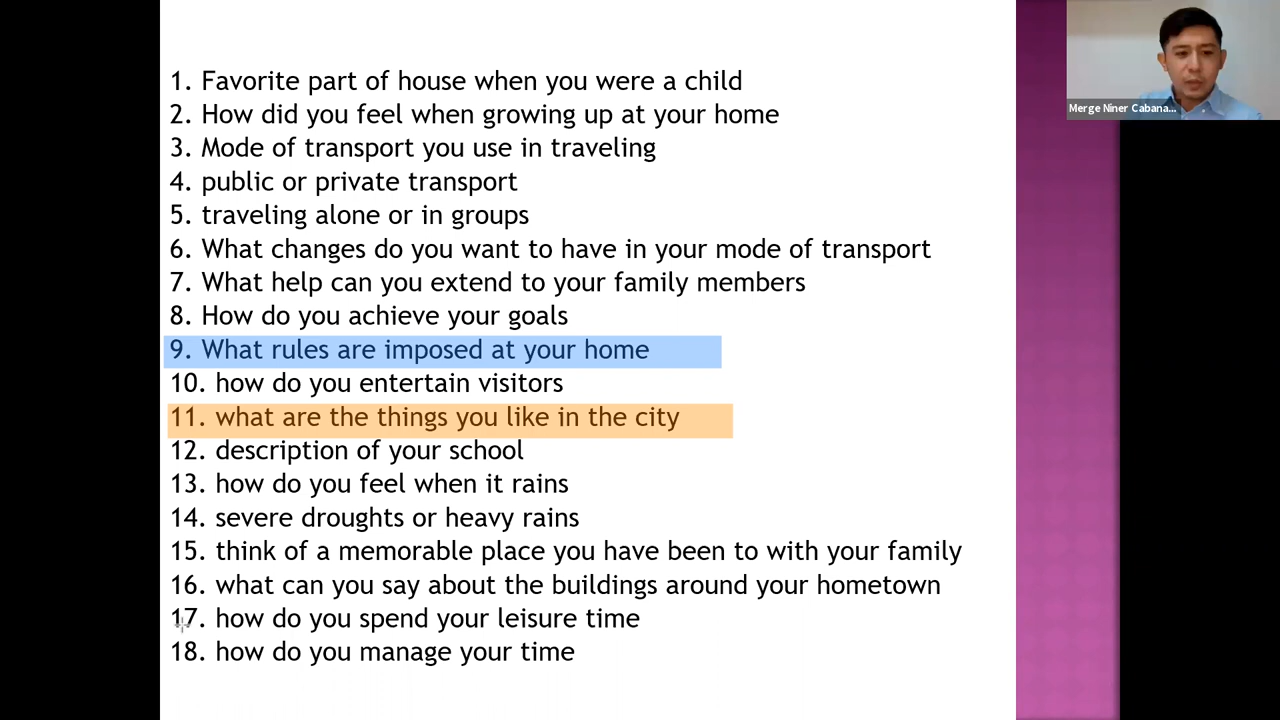 1. Favorite part of house when you were a child
2. How did you feel when growing up at your home
3. Mode of transport you use in traveling
4. public or private transport
5. traveling alone or in groups
6. What changes do you want to have in your mode of transport
7. What help can you extend to your family members
8. How do you achieve your goals
9. What rules are imposed at your home
10. how do you entertain visitors
11. what are the things you like in the city
12. description of your school
13. how do you feel when it rains
14. severe droughts or heavy rains
15. think of a memorable place you have been to with your family
16. what can you say about the buildings around your hometown
17. how do you spend your leisure time
18. how do you manage your time
Merge Niner Cabana...